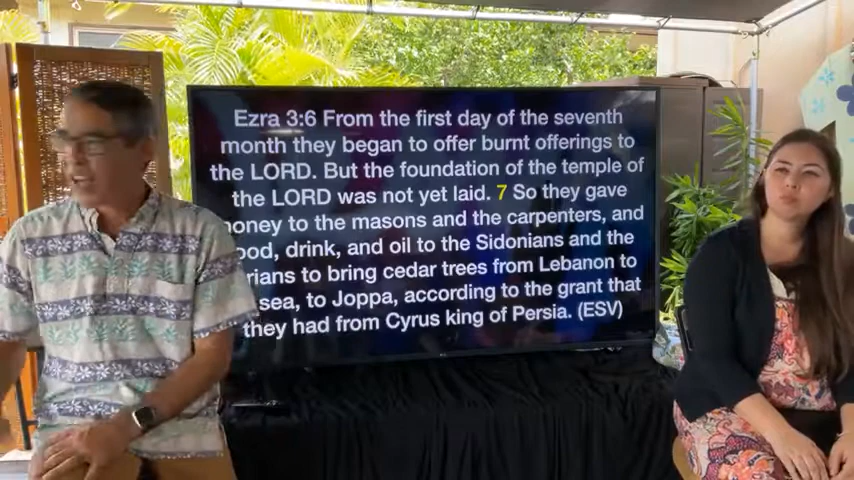 Ezra 3:6 From the first day of the seventh
month they began to offer burnt offerings to
the LORD. But the foundation of the temple of
the LORD was not yet laid. 7 So they gave
money to the masons and the carpenters, and
ood, drink, and oil to the Sidonians and the
rians to bring cedar trees from Lebanon to
sea, to Joppa, according to the grant that
they had from Cyrus king of Persia. (ESV)